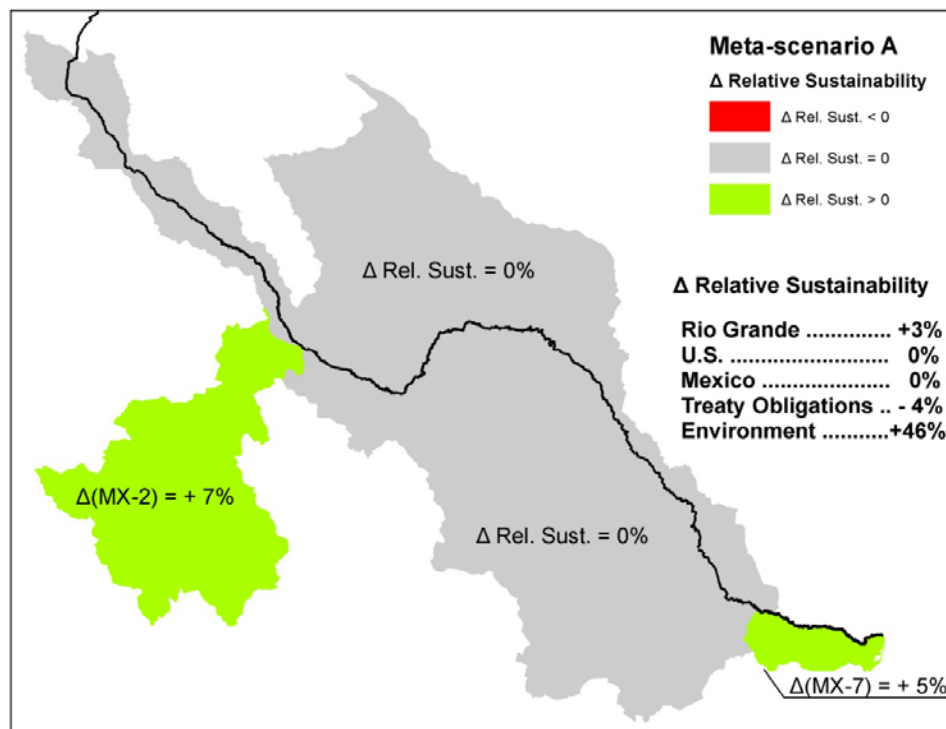 Meta-scenario A
Δ Relative Sustainability
Δ Rel. Sust. < 0
Δ Rel. Sust. = 0
Δ Rel. Sust. > 0
Δ Rel. Sust. = 0%
Δ Relative Sustainability
Rio Grande .............. +3%
U.S. ........................... 0%
Mexico ...................... 0%
Treaty Obligations .. - 4%
Environment ...........+46%
Δ(MX-2) = + 7%
Δ Rel. Sust. = 0%
Δ(MX-7) = + 5%